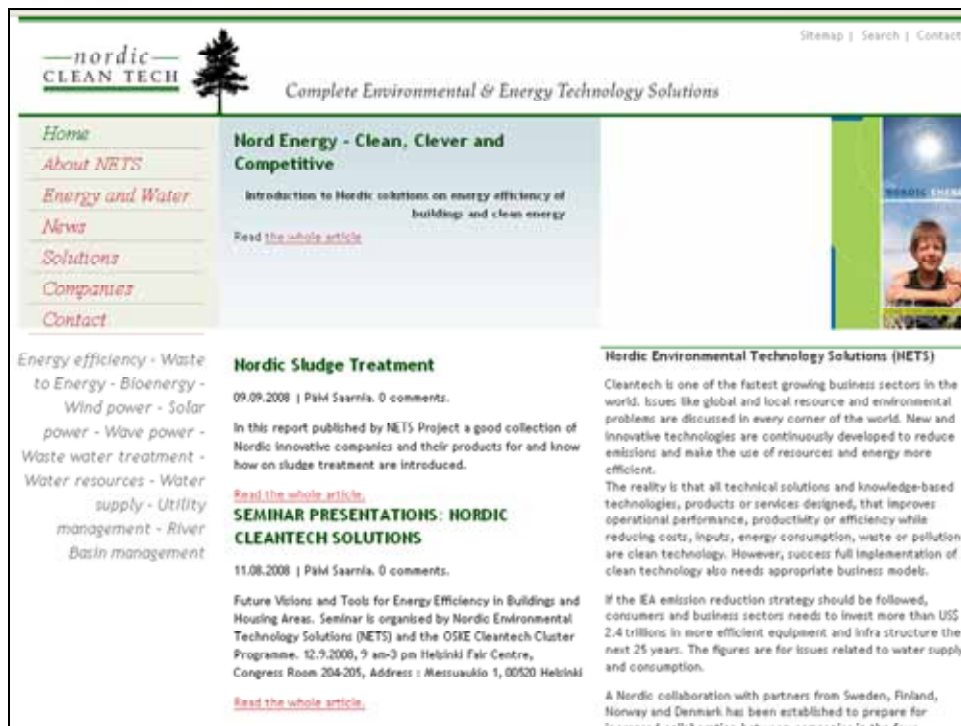 Sitemap | Search | Contact
nordic
CLEAN TECH
Complete Environmental & Energy Technology Solutions
Home
About NETS
Energy and Water
News
Solutions
Companies
Contact
Energy efficiency - Waste
to Energy - Bioenergy -
Wind power - Solar
power - Wave power -
Waste water treatment -
Water resources - Water
supply - Utility
management - River
Basin management
Nord Energy - Clean, Clever and
Competitive
Introduction to Nordic solutions on energy efficiency of
buildings and clean energy
Read the whole article
NORDIC
Nordic Sludge Treatment
09.09.2008 | Päivi Saarnia. 0 comments.
In this report published by NETS Project a good collection of
Nordic innovative companies and their products for and know
how on sludge treatment are introduced.
Read the whole article.
SEMINAR PRESENTATIONS: NORDIC
CLEANTECH SOLUTIONS
11.08.2008 | Päivi Saarnia. 0 comments.
Future Visions and Tools for Energy Efficiency in Buildings and
Housing Areas. Seminar is organised by Nordic Environmental
Technology Solutions (NETS) and the OSKE Cleantech Cluster
Programme. 12.9.2008, 9 am-3 pm Helsinki Fair Centre,
Congress Room 204-205, Address : Messuaukio 1, 00520 Helsinki
Read the whole article.
Nordic Environmental Technology Solutions (NETS)
Cleantech is one of the fastest growing business sectors in the
world. Issues like global and local resource and environmental
problems are discussed in every corner of the world. New and
innovative technologies are continuously developed to reduce
emissions and make the use of resources and energy more
efficient.
The reality is that all technical solutions and knowledge-based
technologies, products or services designed, that improves
operational performance, productivity or efficiency while
reducing costs, inputs, energy consumption, waste or pollution
are clean technology. However, success full implementation of
clean technology also needs appropriate business models.
If the IEA emission reduction strategy should be followed,
consumers and business sectors needs to invest more than US$
2.4 trillions in more efficient equipment and infra structure the
next 25 years. The figures are for issues related to water supply
and consumption.
A Nordic collaboration with partners from Sweden, Finland,
Norway and Denmark has been established to prepare for